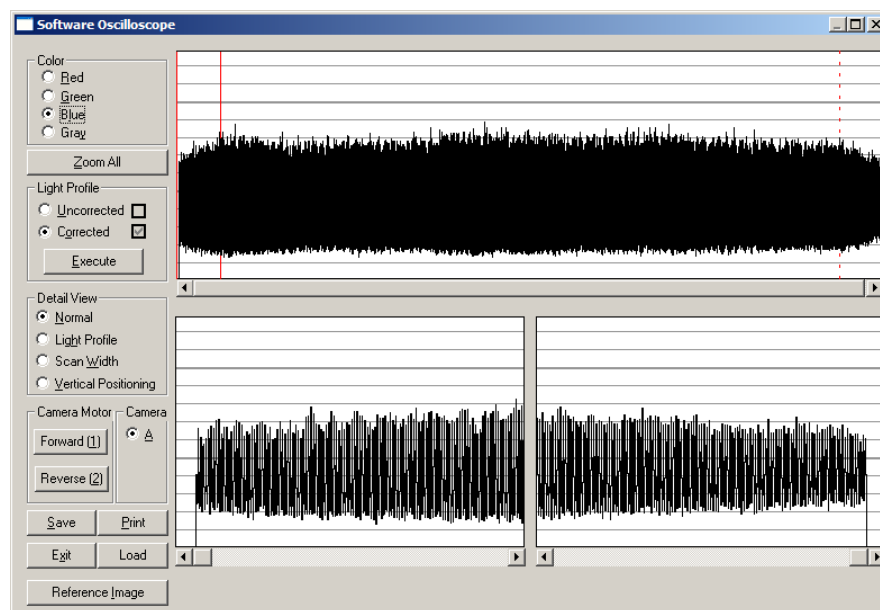 Software Oscilloscope
Color
Red
Green
Blue
Gray
Zoom All
Light Profile
Uncorrected
Corrected
Execute
Detail View
Normal
Light Profile
Scan Width
Vertical Positioning
Camera Motor
Camera
Forward (1)
A
Reverse (2)
Save
Print
Exit
Load
Reference Image